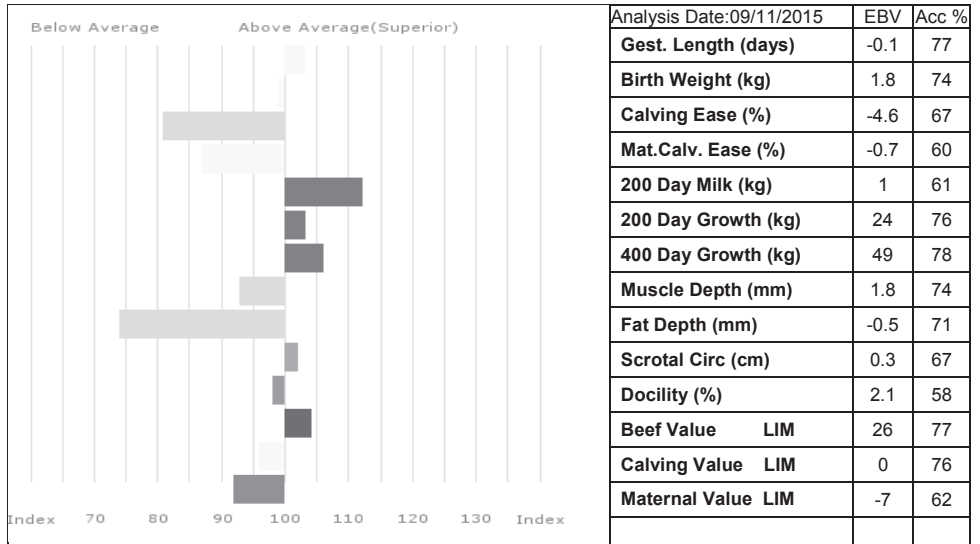 Below Average Above Average(Superior)
Index 70 80 90 100 110 120 130 Index
Analysis Date:09/11/2015 EBV Acc %
Gest. Length (days) -0.1 77
Birth Weight (kg) 1.8 74
Calving Ease (%) -4.6 67
Mat.Calv. Ease (%) -0.7 60
200 Day Milk (kg) 1 61
200 Day Growth (kg) 24 76
400 Day Growth (kg) 49 78
Muscle Depth (mm) 1.8 74
Fat Depth (mm) -0.5 71
Scrotal Circ (cm) 0.3 67
Docility (%) 2.1 58
Beef Value LIM 26 77
Calving Value LIM 0 76
Maternal Value LIM -7 62